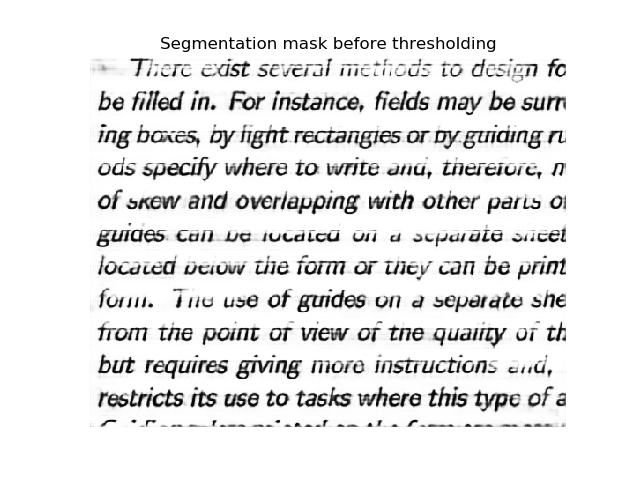 Segmentation mask before thresholding
There exist several methods to design fo
be filled in. For instance, fields may be surr
ing boxes, by light rectangles or by guiding ru
ods specify where to write and, therefore, m
of skew and overlapping with other parts of
guides can be located on a separate sheet
located below the form or they can be print
form. The use of guides on a separate she
from the point of view of the quality of th
but requires giving more instructions and,
restricts its use to tasks where this type of a